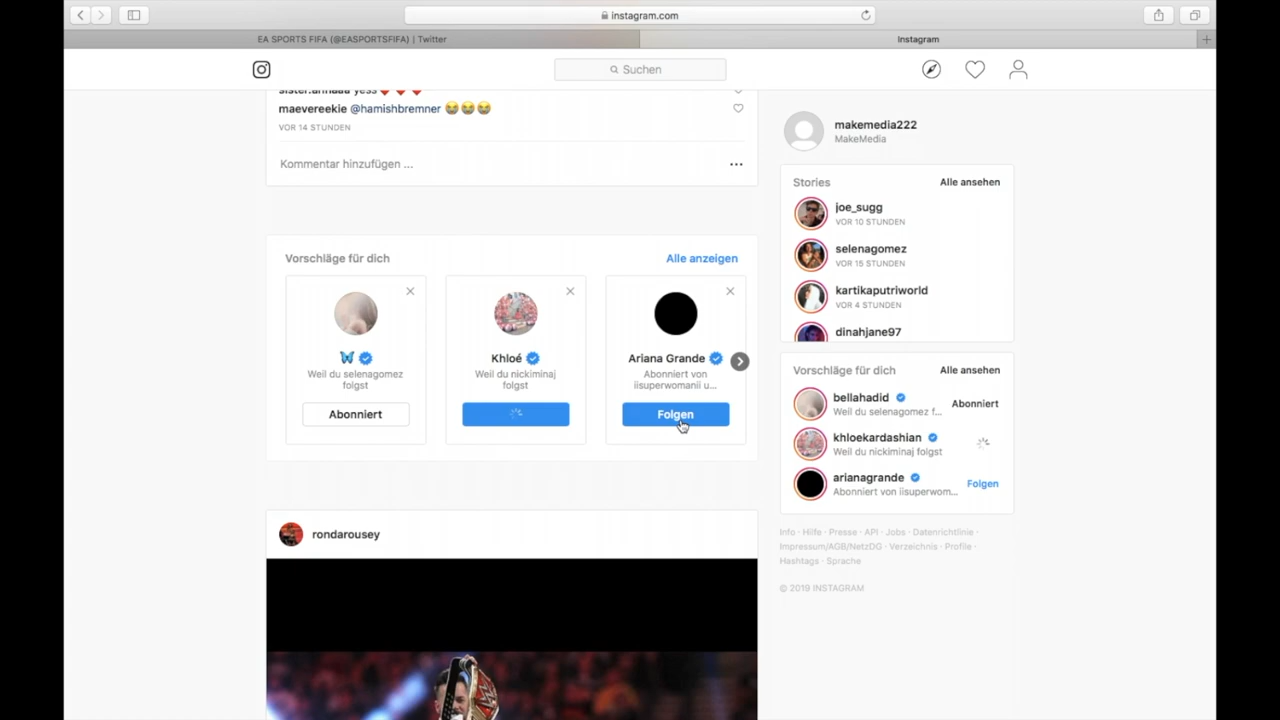 instagram.com
EA SPORTS FIFA (@EASPORTSFIFA) | Twitter
Instagram
Suchen
sister.annaaa yess
maevereekie @hamishbremner 😂😂😂
VOR 14 STUNDEN
Kommentar hinzufügen ...
makemedia222
MakeMedia
Stories
Alle ansehen
joe_sugg
VOR 10 STUNDEN
selenagomez
VOR 15 STUNDEN
kartikaputriworld
VOR 4 STUNDEN
dinahjane97
Vorschläge für dich
Alle anzeigen
🦋
Weil du selenagomez
folgst
Abonniert
Khloé
Weil du nickiminaj
folgst
Ariana Grande
Abonniert von
iisuperwomanii u...
Folgen
Vorschläge für dich
Alle ansehen
bellahadid
Weil du selenagomez f...
Abonniert
khloekardashian
Weil du nickiminaj folgst
arianagrande
Abonniert von iisuperwom...
Folgen
Info · Hilfe · Presse · API · Jobs · Datenrichtlinie ·
Impressum/AGB/NetzDG · Verzeichnis · Profile ·
Hashtags · Sprache
© 2019 INSTAGRAM
rondarousey